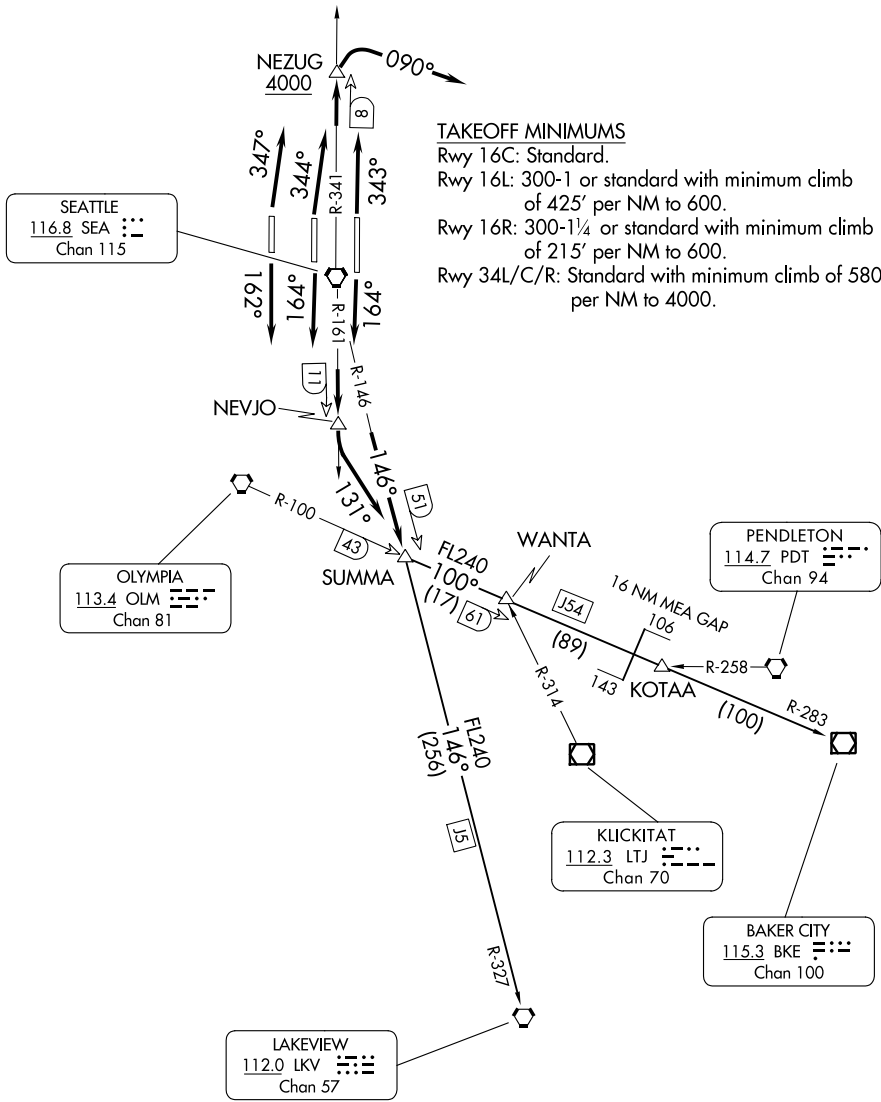 NEZUG
4000
090°
8
347°
344°
343°
R-341
TAKEOFF MINIMUMS
Rwy 16C: Standard.
Rwy 16L: 300-1 or standard with minimum climb
of 425' per NM to 600.
Rwy 16R: 300-1¼ or standard with minimum climb
of 215' per NM to 600.
Rwy 34L/C/R: Standard with minimum climb of 580
per NM to 4000.
SEATTLE
116.8 SEA
Chan 115
162°
164°
164°
R-161
R-146
11
NEVJO
131°
146°
51
R-100
43
SUMMA
OLYMPIA
113.4 OLM
Chan 81
FL240
100°
(17)
61
WANTA
J54
(89)
16 NM MEA GAP
106
143
KOTAA
R-258
PENDLETON
114.7 PDT
Chan 94
R-314
(100)
R-283
FL240
146°
(256)
J5
KLICKITAT
112.3 LTJ
Chan 70
BAKER CITY
115.3 BKE
Chan 100
R-327
LAKEVIEW
112.0 LKV
Chan 57